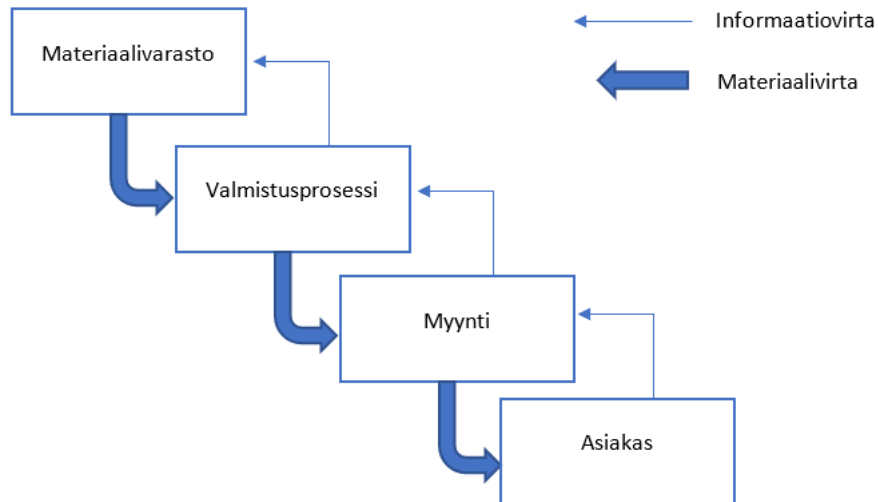 Informaatiovirta
Materiaalivarasto
Materiaalivirta
Valmistusprosessi
Myynti
Asiakas